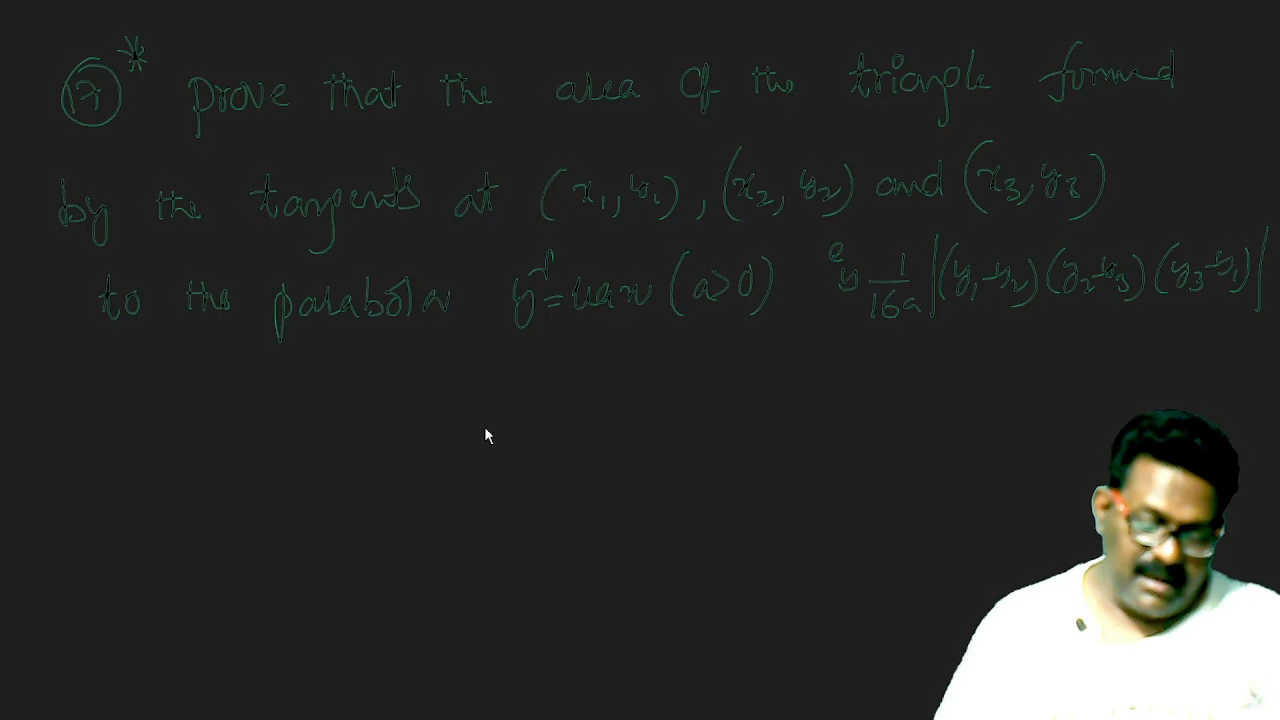 17 * prove that the area of the triangle formed
by the tangents at (x₁, y₁), (x₂, y₂) and (x₃, y₃)
to the parabola y² = 4ax (a>0) is 1/16a |(y₁-y₂)(y₂-y₃)(y₃-y₁)|